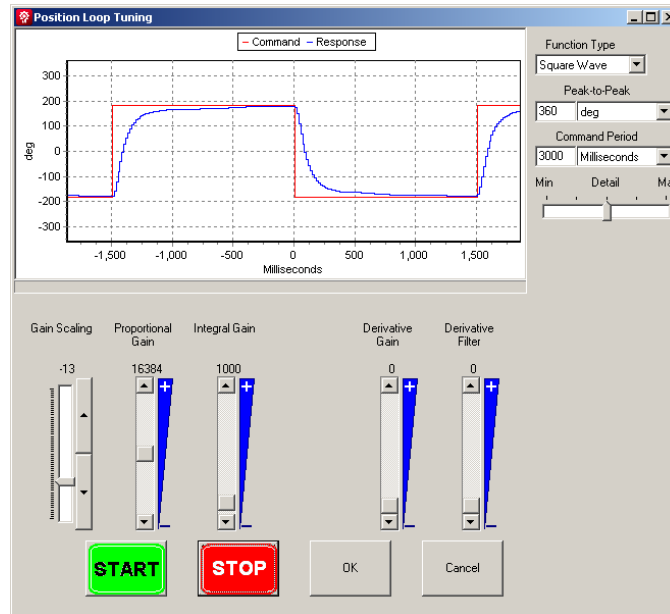 Position Loop Tuning
Command Response
300
200
100
0
-100
-200
-300
deg
-1,500 -1,000 -500 0 500 1,000 1,500
Milliseconds
Function Type
Square Wave
Peak-to-Peak
360 deg
Command Period
3000 Milliseconds
Min Detail Ma
Gain Scaling
-13
Proportional
Gain
16384
Integral Gain
1000
Derivative
Gain
0
Derivative
Filter
0
START STOP OK Cancel